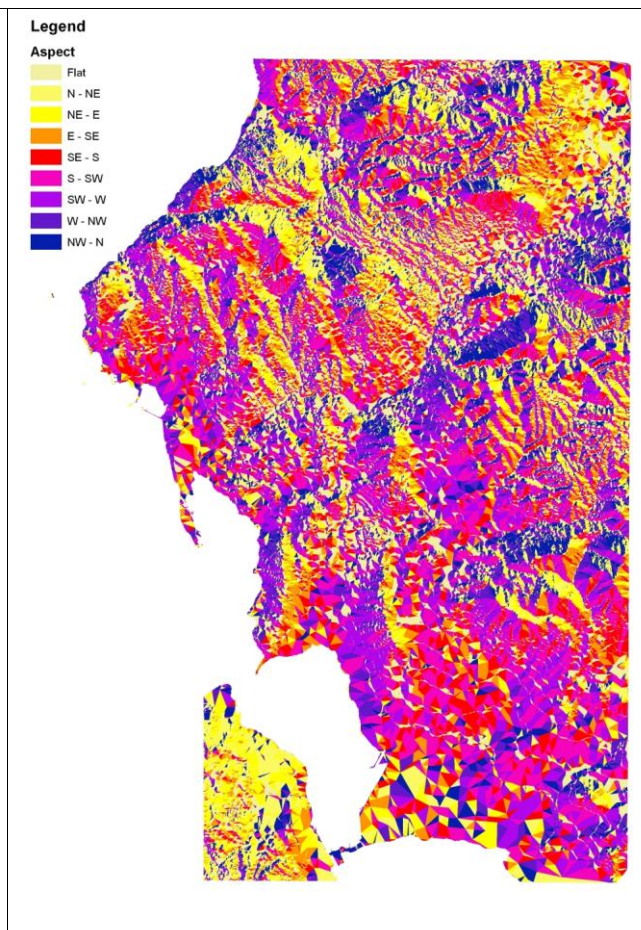 Legend
Aspect
Flat
N - NE
NE - E
E - SE
SE - S
S - SW
SW - W
W - NW
NW - N